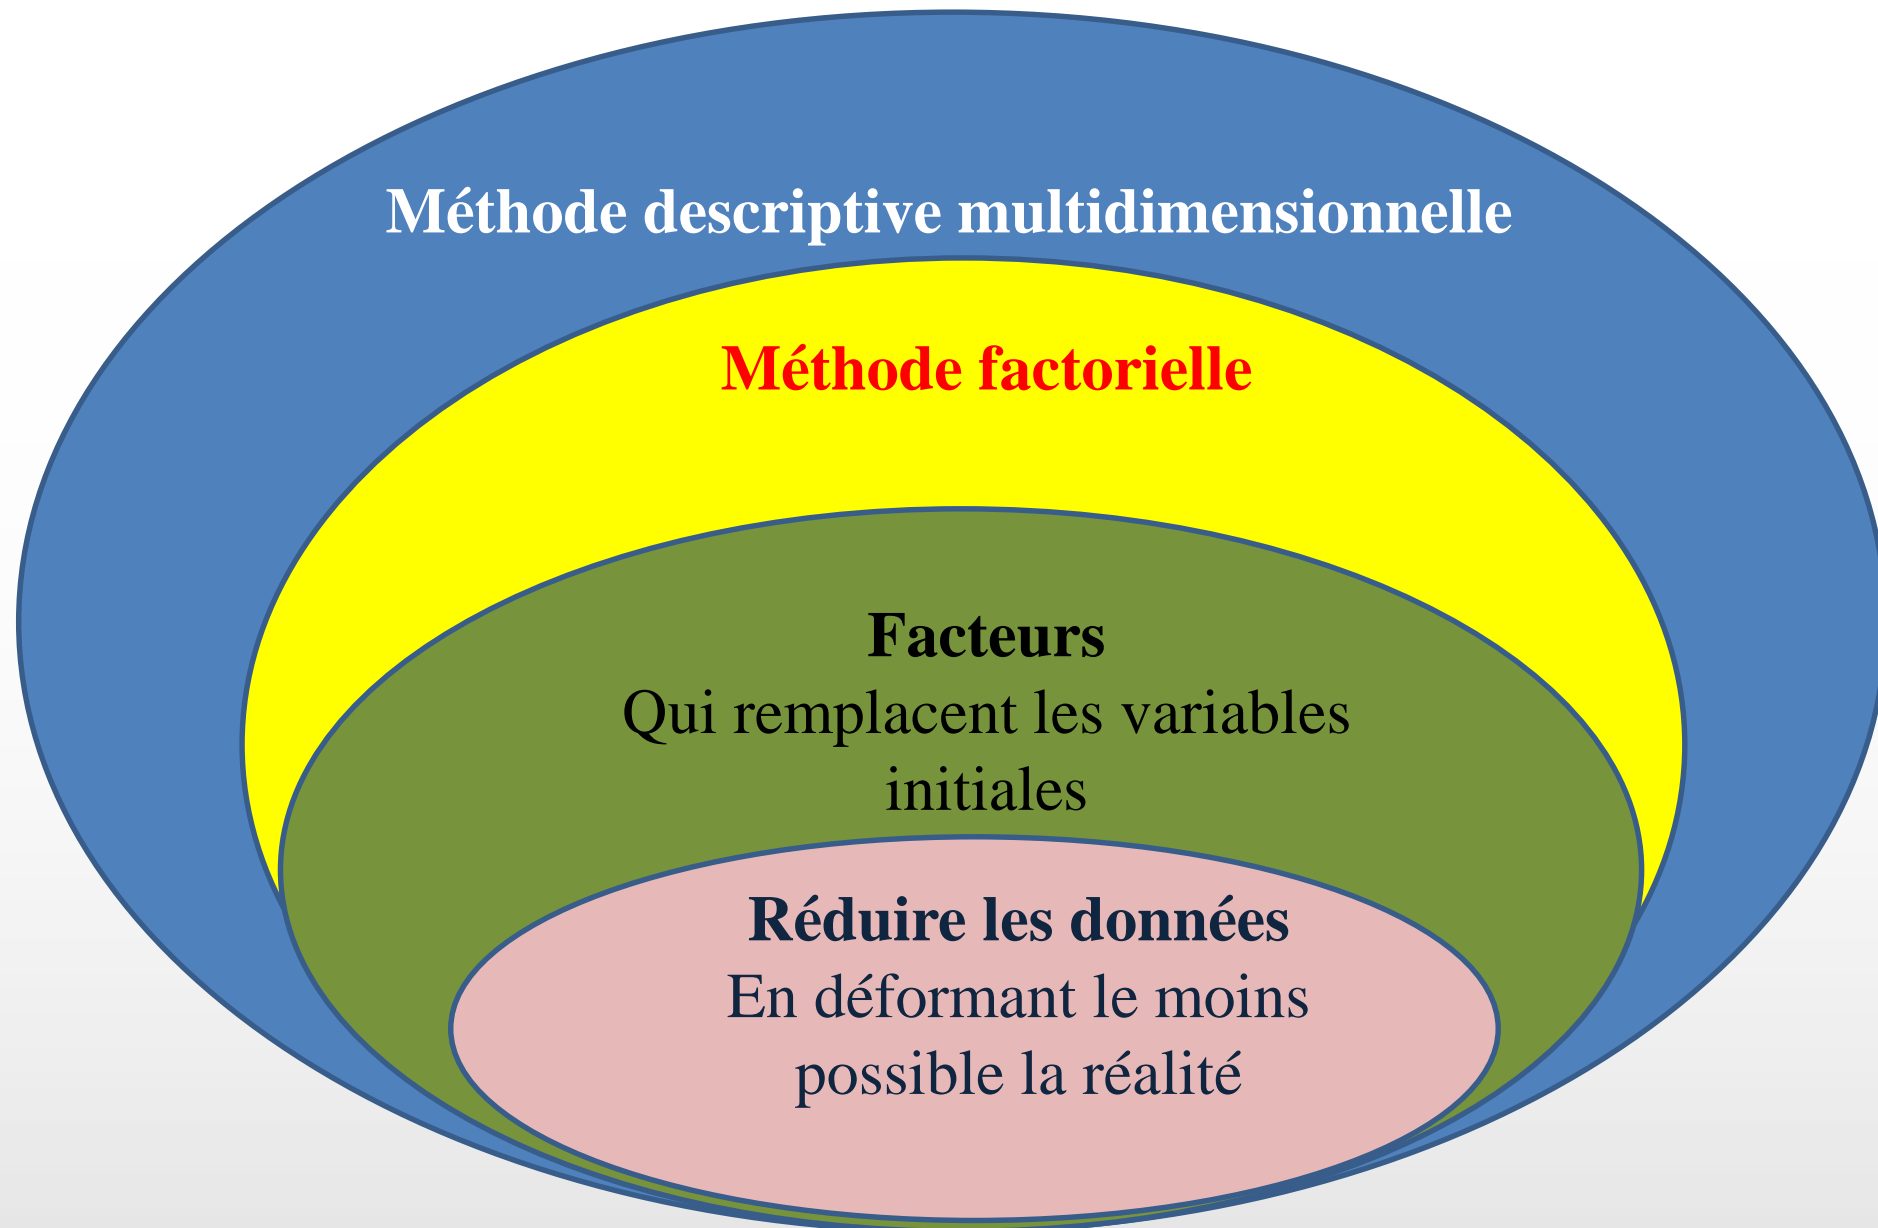 Méthode descriptive multidimensionnelle
Méthode factorielle
Facteurs
Qui remplacent les variables
initiales
Réduire les données
En déformant le moins
possible la réalité